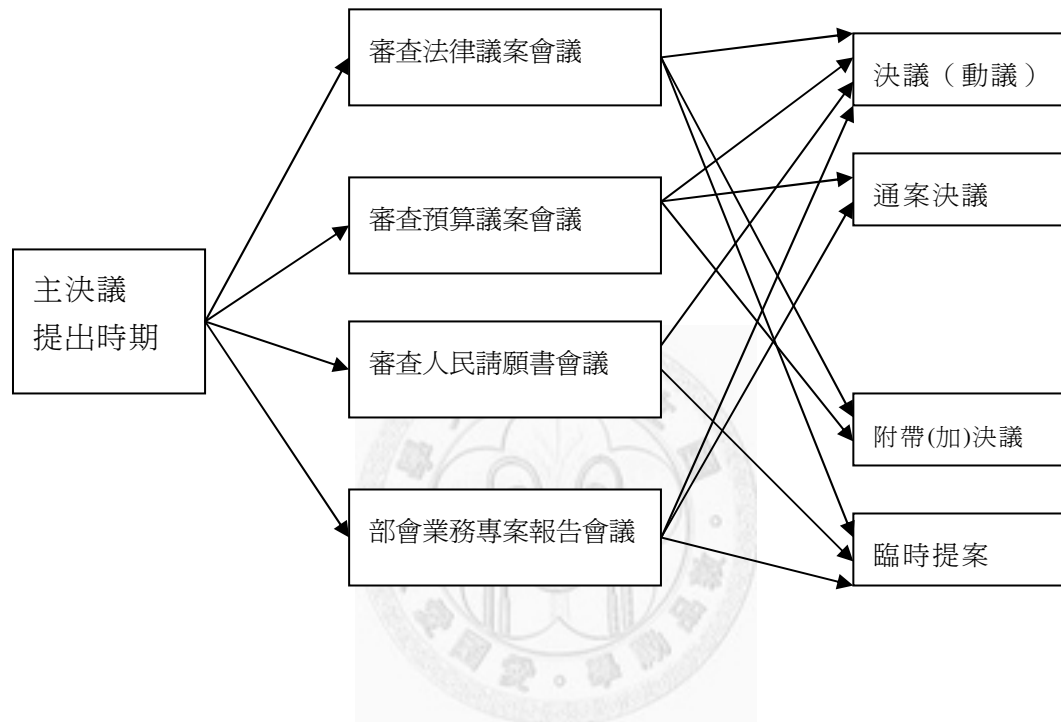 主決議
提出時期
審查法律議案會議
審查預算議案會議
審查人民請願書會議
部會業務專案報告會議
決議（動議）
通案決議
附帶(加)決議
臨時提案